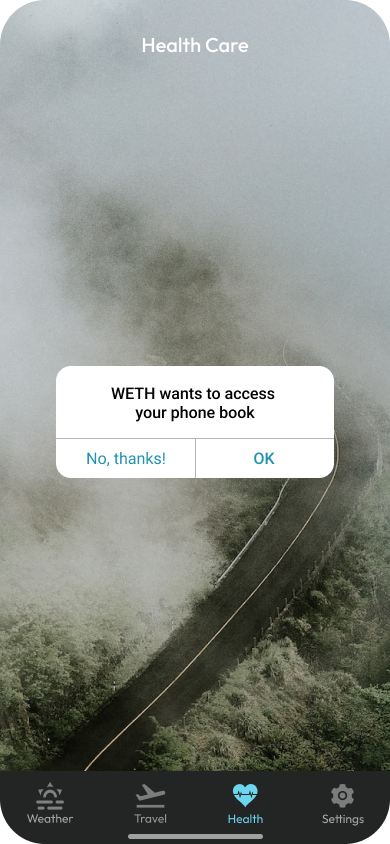 Health Care
WETH wants to access
your phone book
No, thanks!
OK
Weather
Travel
Health
Settings